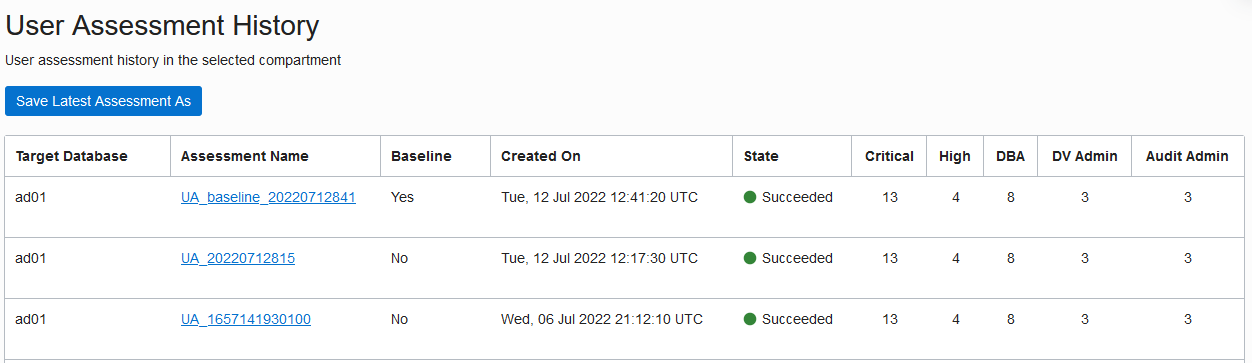 User Assessment History
User assessment history in the selected compartment
Save Latest Assessment As
Target Database Assessment Name Baseline Created On State Critical High DBA DV Admin Audit Admin
ad01 UA_baseline_20220712841 Yes Tue, 12 Jul 2022 12:41:20 UTC Succeeded 13 4 8 3 3
ad01 UA_20220712815 No Tue, 12 Jul 2022 12:17:30 UTC Succeeded 13 4 8 3 3
ad01 UA_1657141930100 No Wed, 06 Jul 2022 21:12:10 UTC Succeeded 13 4 8 3 3